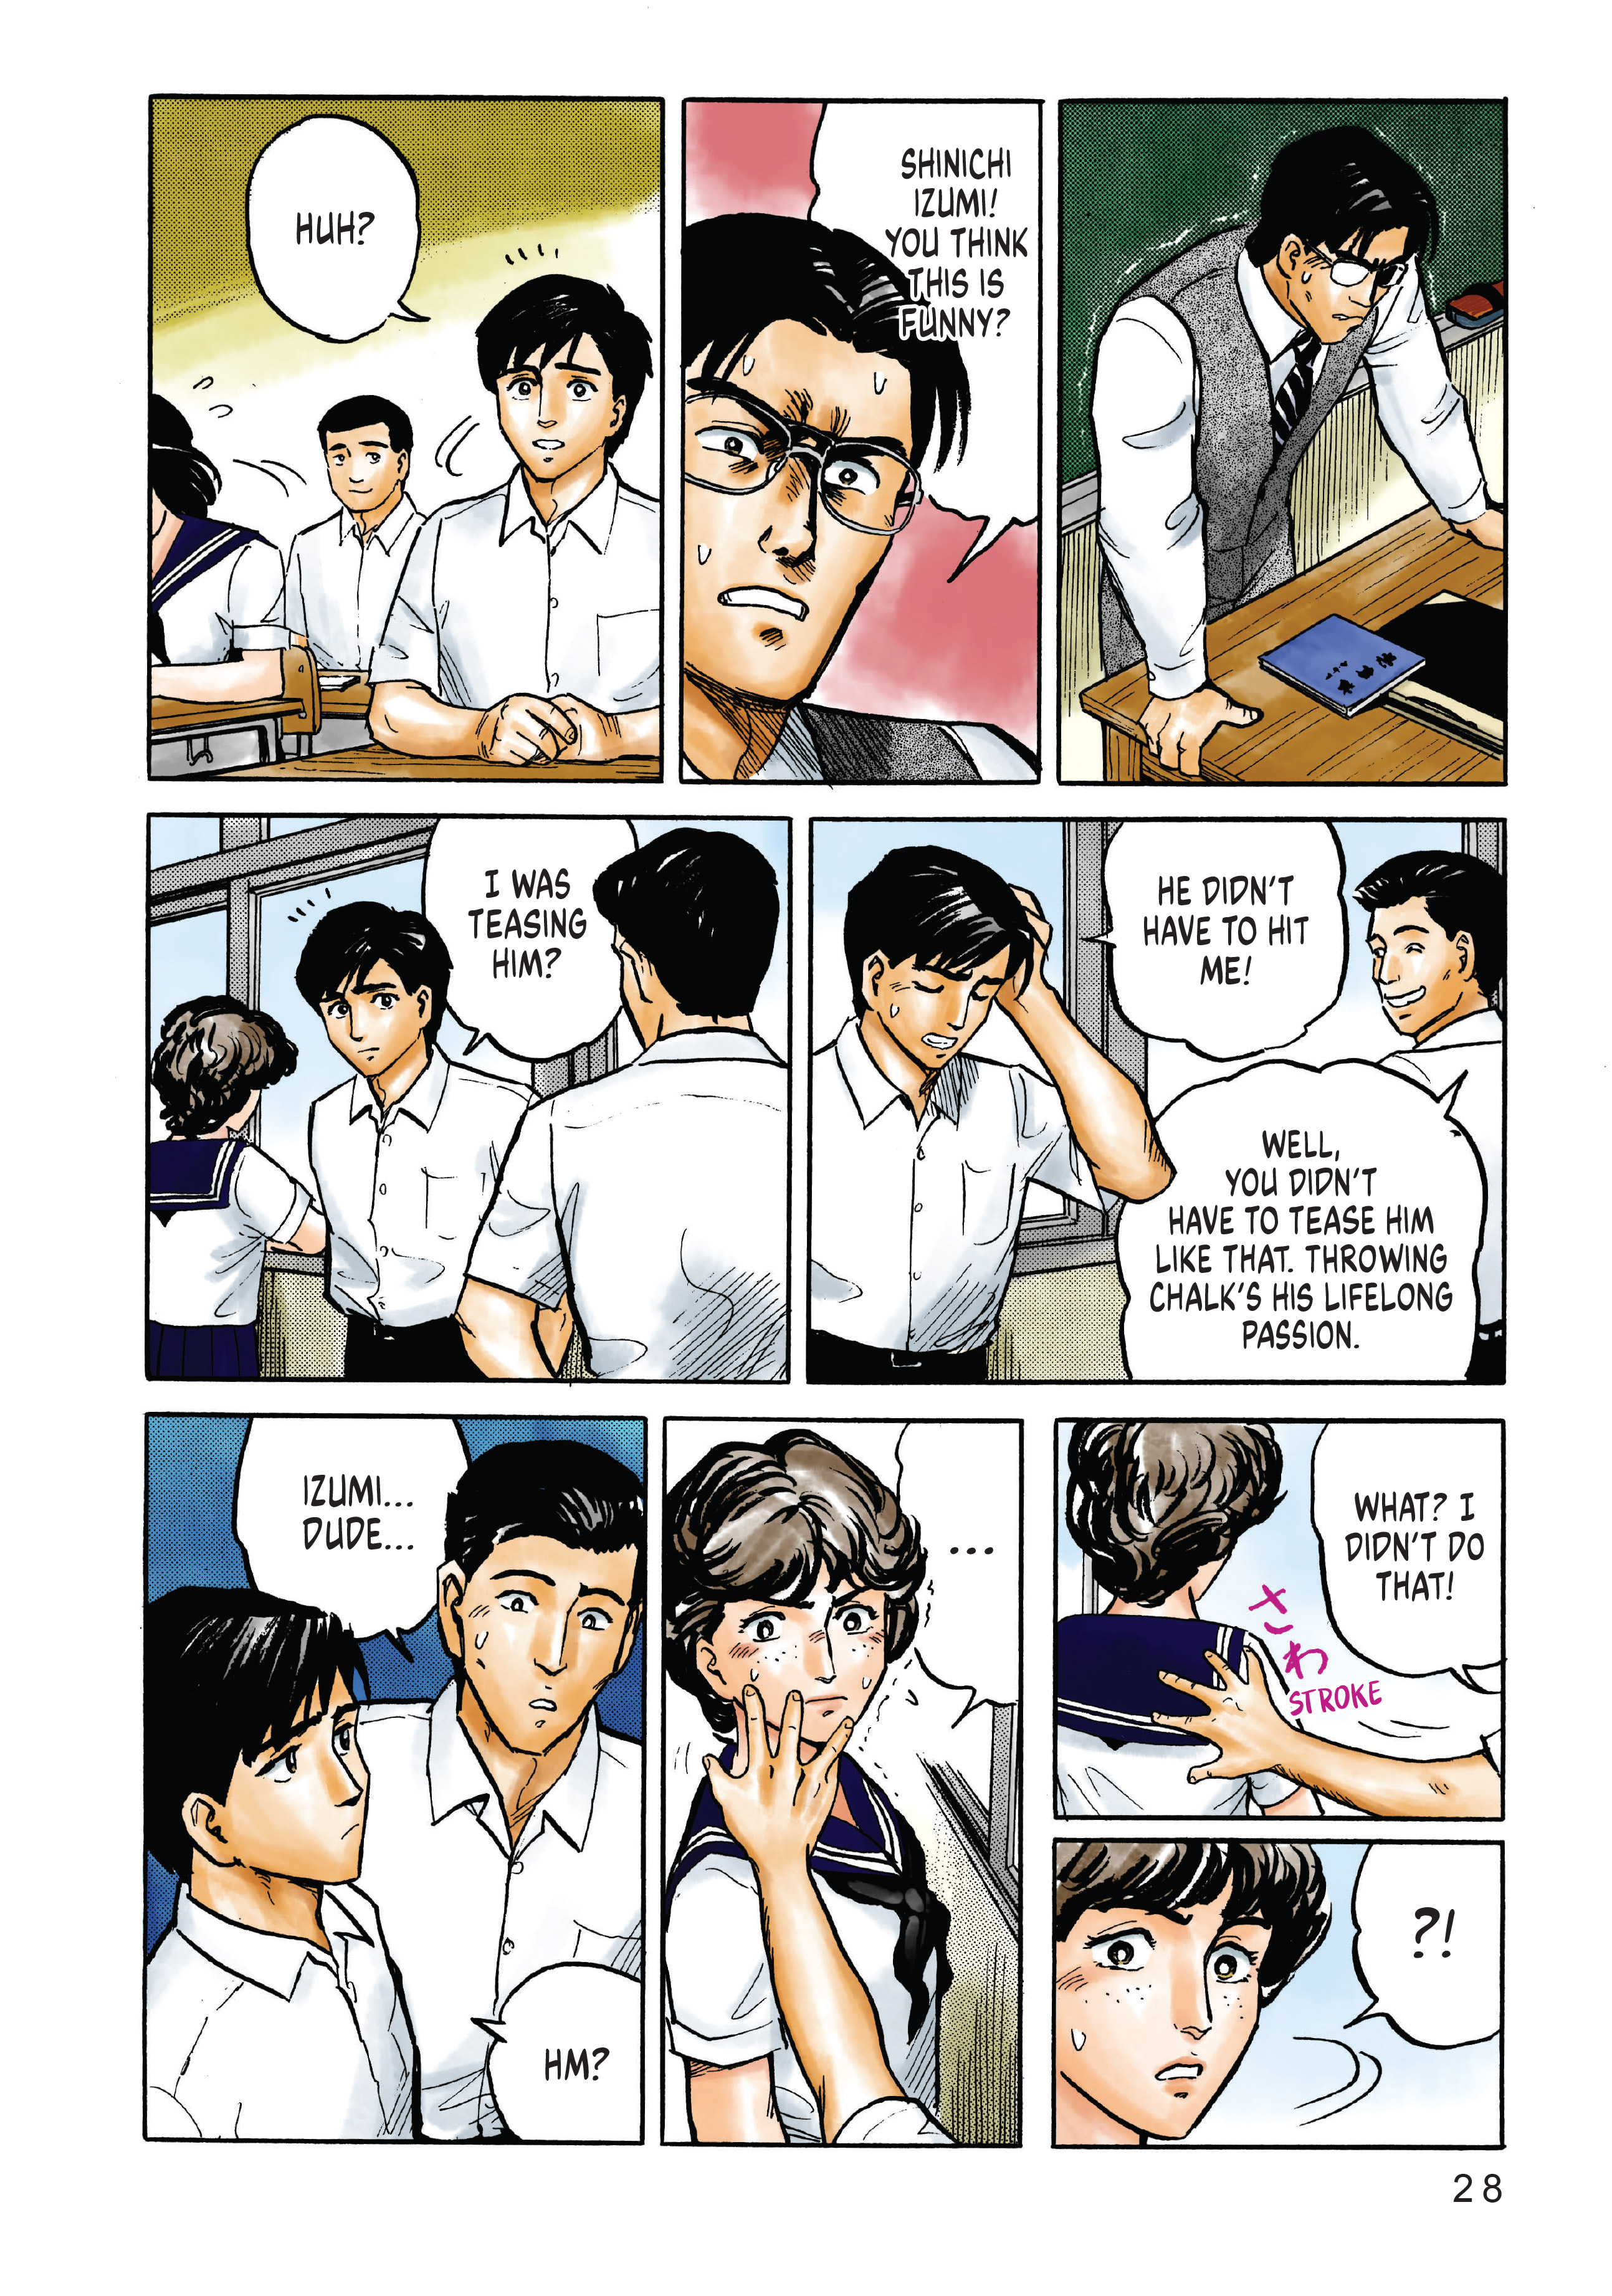 SHINICHI
IZUMI!
YOU THINK
THIS IS
FUNNY?
HUH?
HE DIDN'T
HAVE TO HIT
ME!
WELL,
YOU DIDN'T
HAVE TO TEASE HIM
LIKE THAT. THROWING
CHALK'S HIS LIFELONG
PASSION.
I WAS
TEASING
HIM?
WHAT? I
DIDN'T DO
THAT!
さわ
STROKE
?!
...
IZUMI...
DUDE...
HM?
28